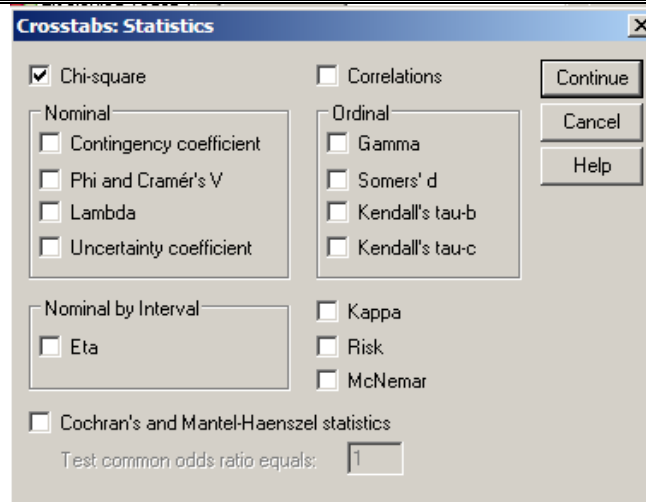 Crosstabs: Statistics
Chi-square
Correlations
Continue
Nominal
Contingency coefficient
Phi and Cramér's V
Lambda
Uncertainty coefficient
Ordinal
Gamma
Somers' d
Kendall's tau-b
Kendall's tau-c
Cancel
Help
Nominal by Interval
Eta
Kappa
Risk
McNemar
Cochran's and Mantel-Haenszel statistics
Test common odds ratio equals: 1